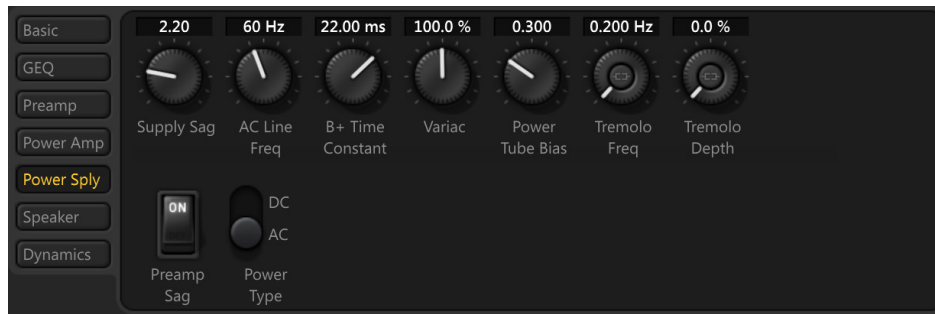 Basic
GEQ
Preamp
Power Amp
Power Sply
Speaker
Dynamics
2.20 60 Hz 22.00 ms 100.0 % 0.300 0.200 Hz 0.0 %
Supply Sag AC Line B+ Time Variac Power Tremolo Tremolo
Freq Constant Tube Bias Freq Depth
ON DC
AC
Preamp Power
Sag Type